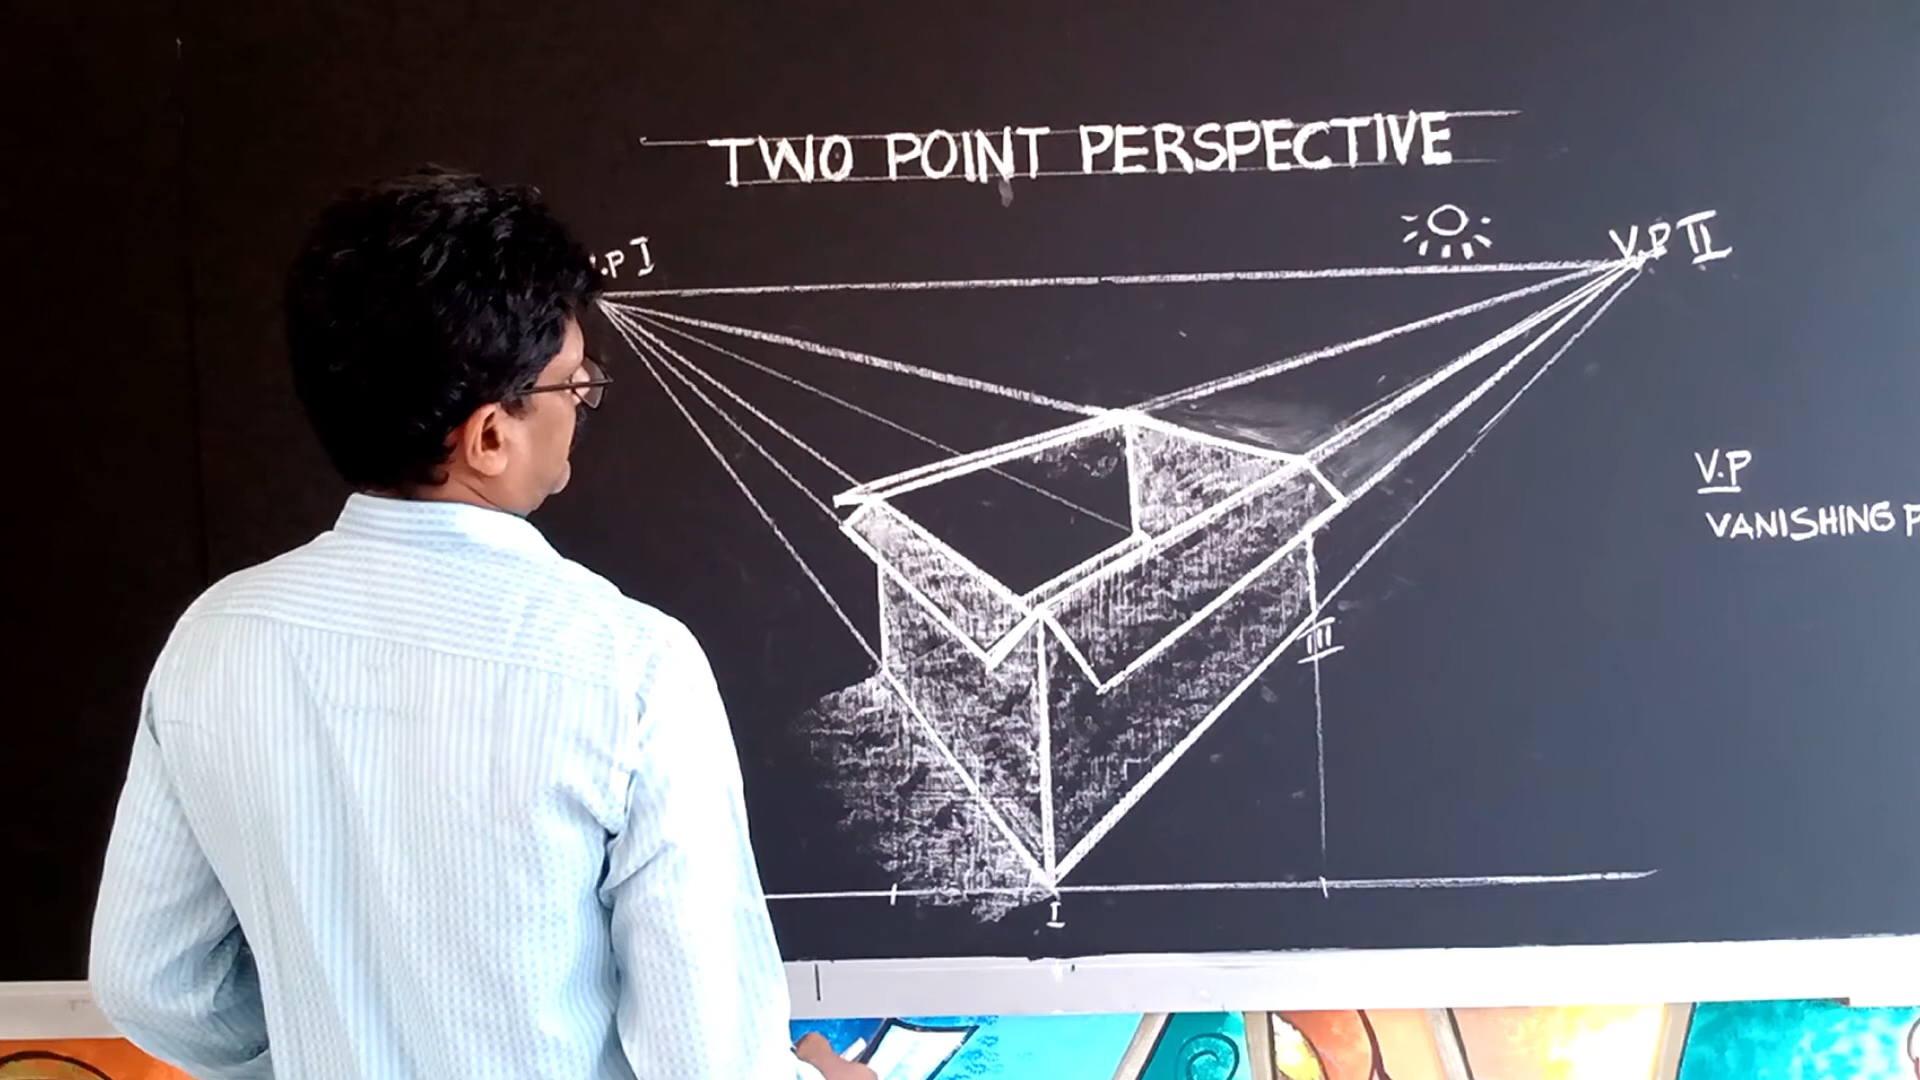 TWO POINT PERSPECTIVE
.P I
V.P II
V.P
VANISHING P
III
I